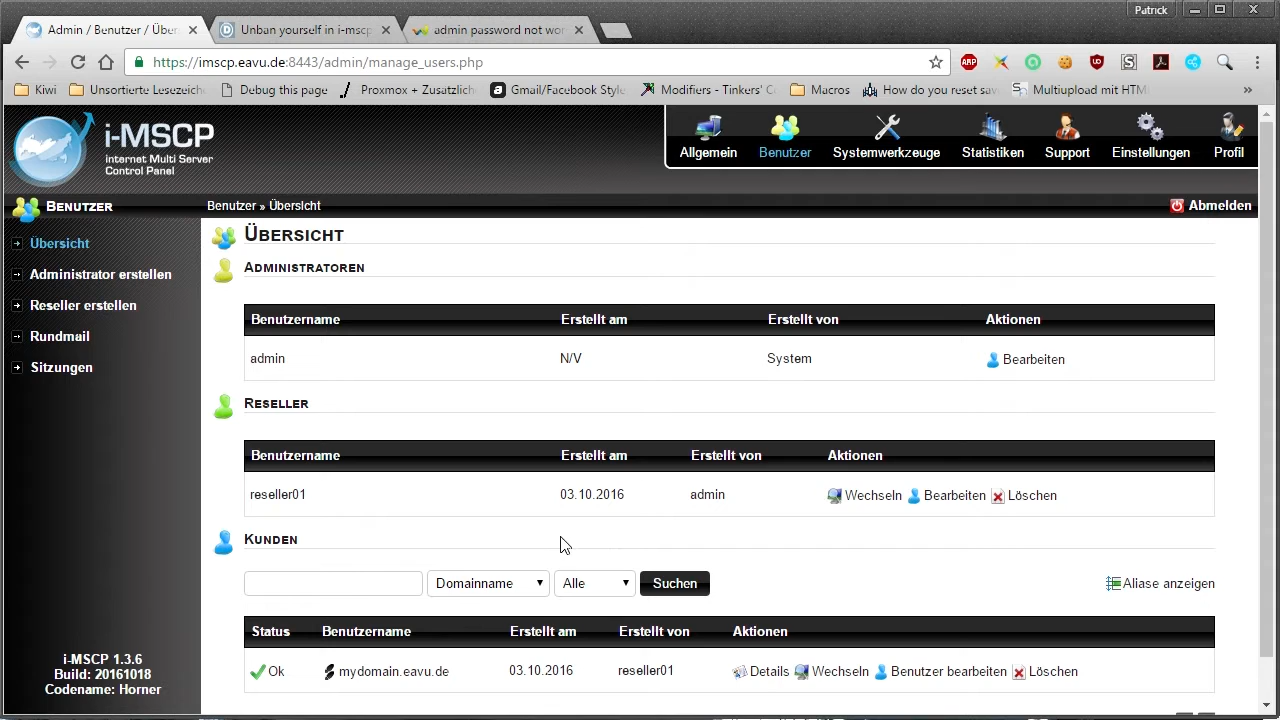 Patrick
Admin / Benutzer / Über
Unban yourself in i-mscp
admin password not wor
https://imscp.eavu.de:8443/admin/manage_users.php
ABP
Kiwi
Unsortierte Lesezeiche
Debug this page
Proxmox + Zusatzlich
Gmail/Facebook Style
Modifiers - Tinkers' C
Macros
How do you reset sav
Multiupload mit HTM
»
i-MSCP
internet Multi Server
Control Panel
Allgemein
Benutzer
Systemwerkzeuge
Statistiken
Support
Einstellungen
Profil
Benutzer
Benutzer » Übersicht
Abmelden
Übersicht
Administrator erstellen
Reseller erstellen
Rundmail
Sitzungen
Übersicht
Administratoren
Benutzername Erstellt am Erstellt von Aktionen
admin N/V System Bearbeiten
Reseller
Benutzername Erstellt am Erstellt von Aktionen
reseller01 03.10.2016 admin Wechseln Bearbeiten Löschen
Kunden
Domainname Alle Suchen Aliase anzeigen
Status Benutzername Erstellt am Erstellt von Aktionen
Ok mydomain.eavu.de 03.10.2016 reseller01 Details Wechseln Benutzer bearbeiten Löschen
i-MSCP 1.3.6
Build: 20161018
Codename: Horner